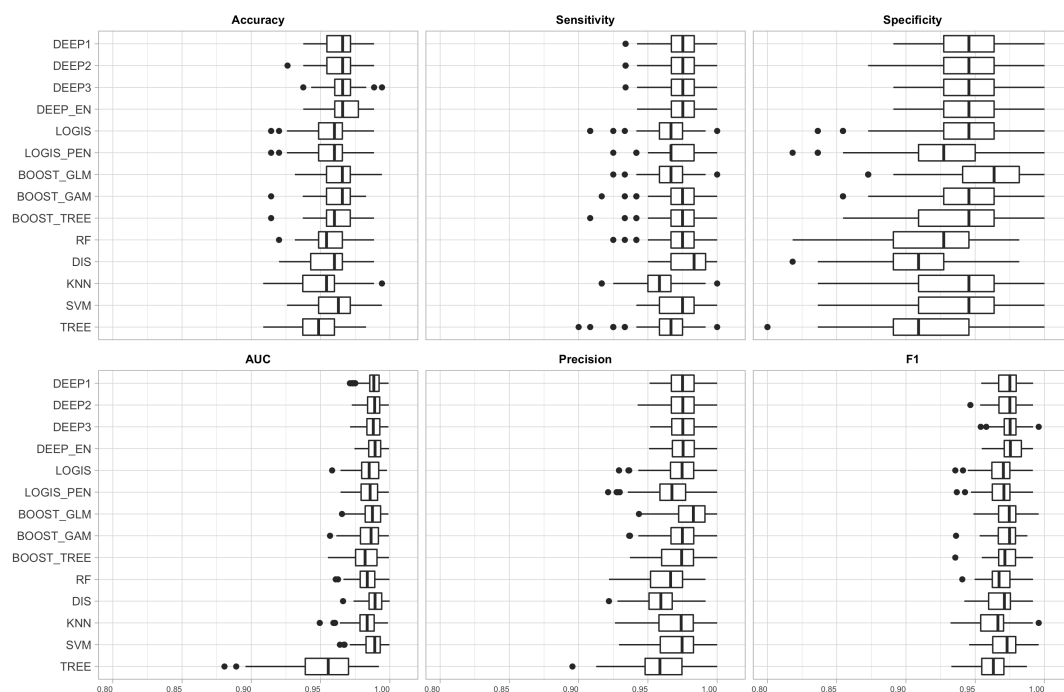 Accuracy Sensitivity Specificity
DEEP1
DEEP2
DEEP3
DEEP_EN
LOGIS
LOGIS_PEN
BOOST_GLM
BOOST_GAM
BOOST_TREE
RF
DIS
KNN
SVM
TREE
AUC Precision F1
DEEP1
DEEP2
DEEP3
DEEP_EN
LOGIS
LOGIS_PEN
BOOST_GLM
BOOST_GAM
BOOST_TREE
RF
DIS
KNN
SVM
TREE
0.80 0.85 0.90 0.95 1.00 0.80 0.85 0.90 0.95 1.00 0.80 0.85 0.90 0.95 1.00